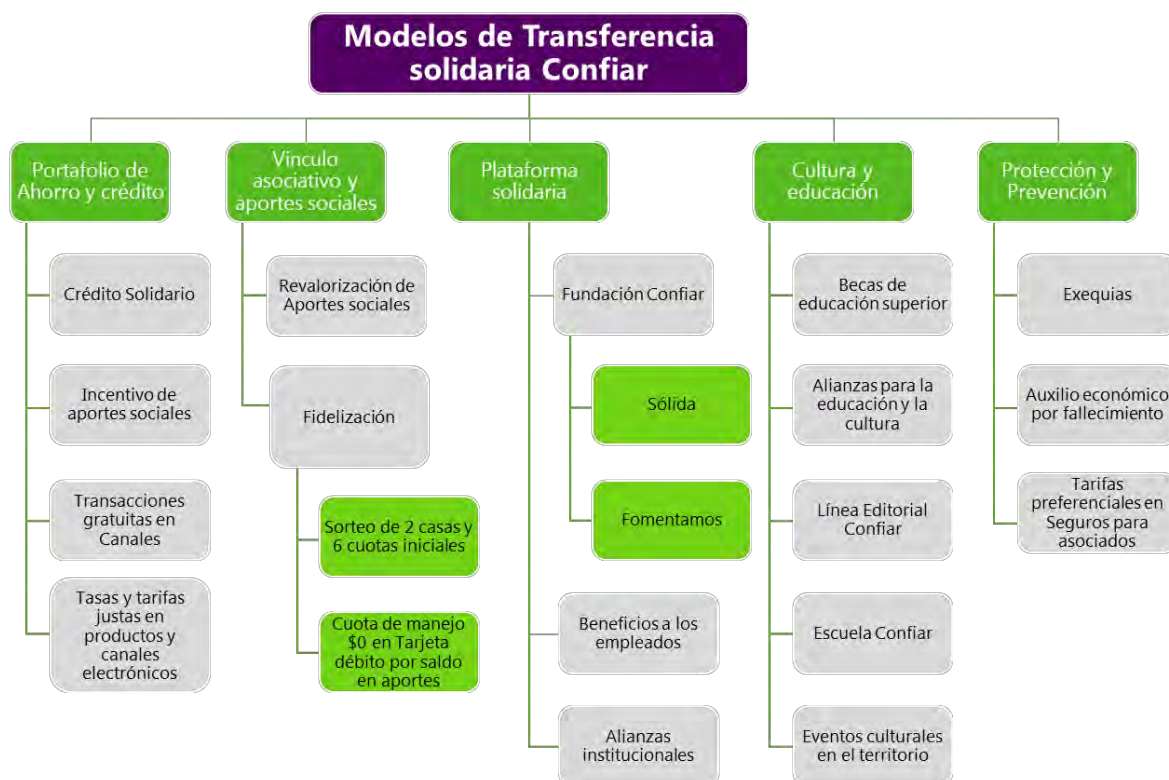 Modelos de Transferencia
solidaria Confiar
Portafolio de
Ahorro y crédito
Crédito Solidario
Incentivo de
aportes sociales
Transacciones
gratuitas en
Canales
Tasas y tarifas
justas en
productos y
canales
electrónicos
Vinculo
asociativo y
aportes sociales
Revalorización de
Aportes sociales
Fidelización
Sorteo de 2 casas y
6 cuotas iniciales
Cuota de manejo
$0 en Tarjeta
débito por saldo
en aportes
Plataforma
solidaria
Fundación Confiar
Sólida
Fomentamos
Beneficios a los
empleados
Alianzas
institucionales
Cultura y
educación
Becas de
educación superior
Alianzas para la
educación y la
cultura
Línea Editorial
Confiar
Escuela Confiar
Eventos culturales
en el territorio
Protección y
Prevención
Exequias
Auxilio económico
por fallecimiento
Tarifas
preferenciales en
Seguros para
asociados